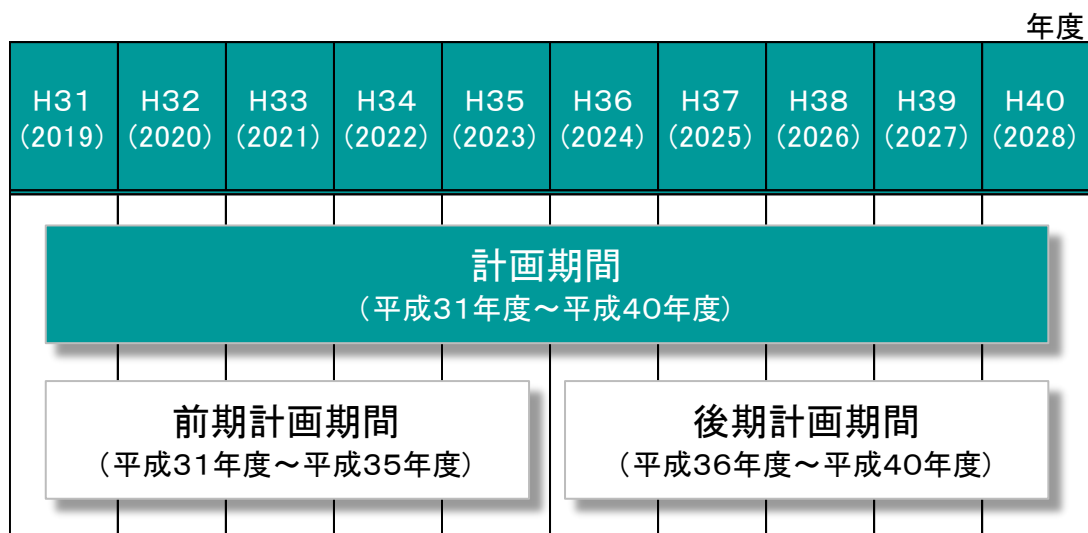 年度
H31 H32 H33 H34 H35 H36 H37 H38 H39 H40
(2019) (2020) (2021) (2022) (2023) (2024) (2025) (2026) (2027) (2028)
計画期間
（平成31年度～平成40年度）
前期計画期間
（平成31年度～平成35年度）
後期計画期間
（平成36年度～平成40年度）